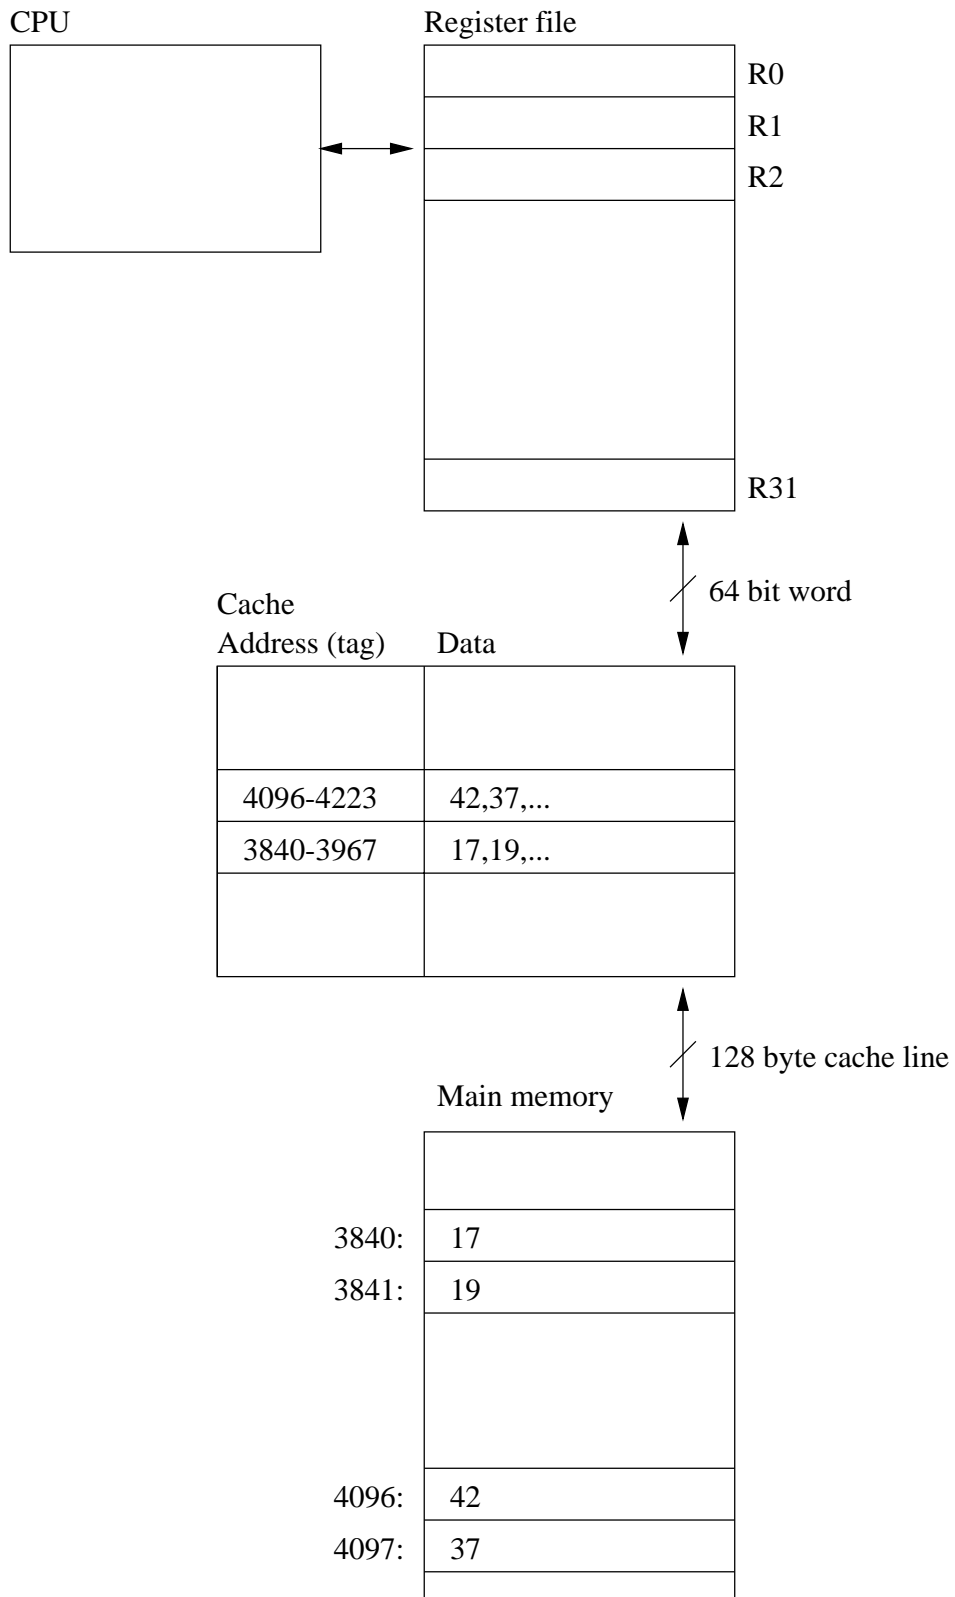 CPU
Register file
R0
R1
R2
R31
64 bit word
Cache
Address (tag) Data
4096-4223 42,37,...
3840-3967 17,19,...
128 byte cache line
Main memory
3840: 17
3841: 19
4096: 42
4097: 37